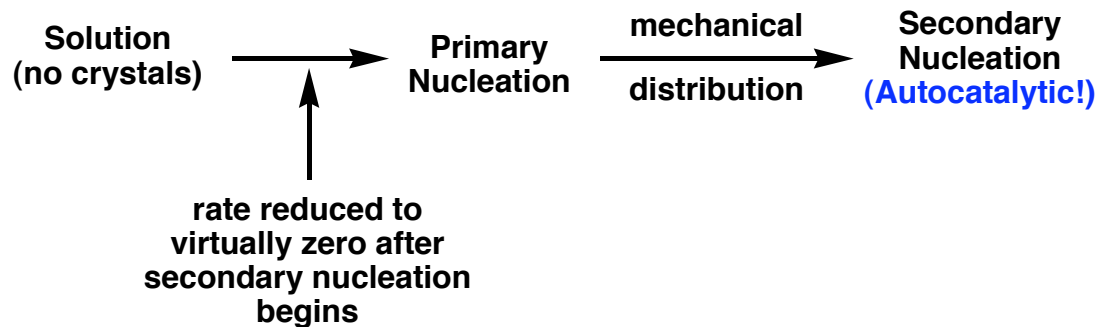 Solution
(no crystals)
Primary
Nucleation
mechanical
distribution
Secondary
Nucleation
(Autocatalytic!)
rate reduced to
virtually zero after
secondary nucleation
begins